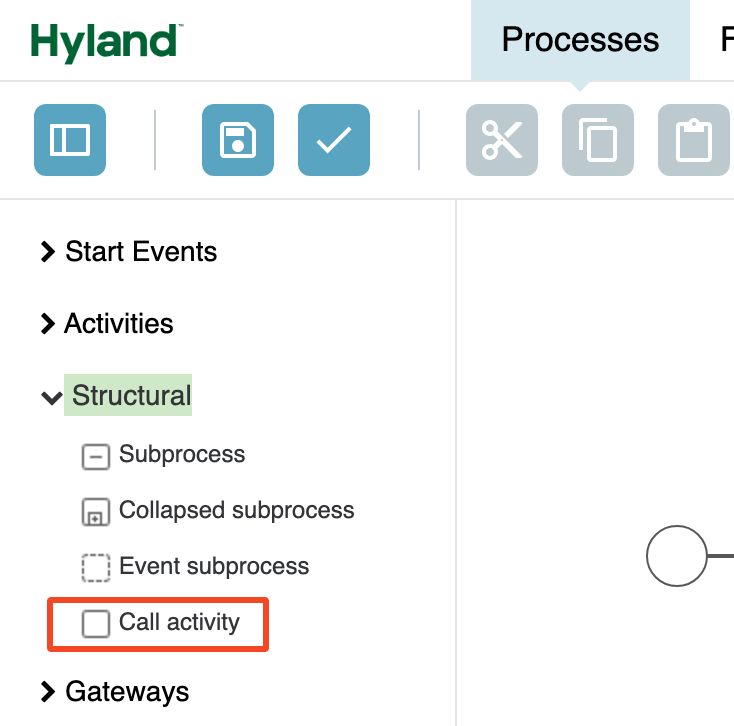 Hyland™
Processes
Start Events
Activities
Structural
Subprocess
Collapsed subprocess
Event subprocess
Call activity
Gateways